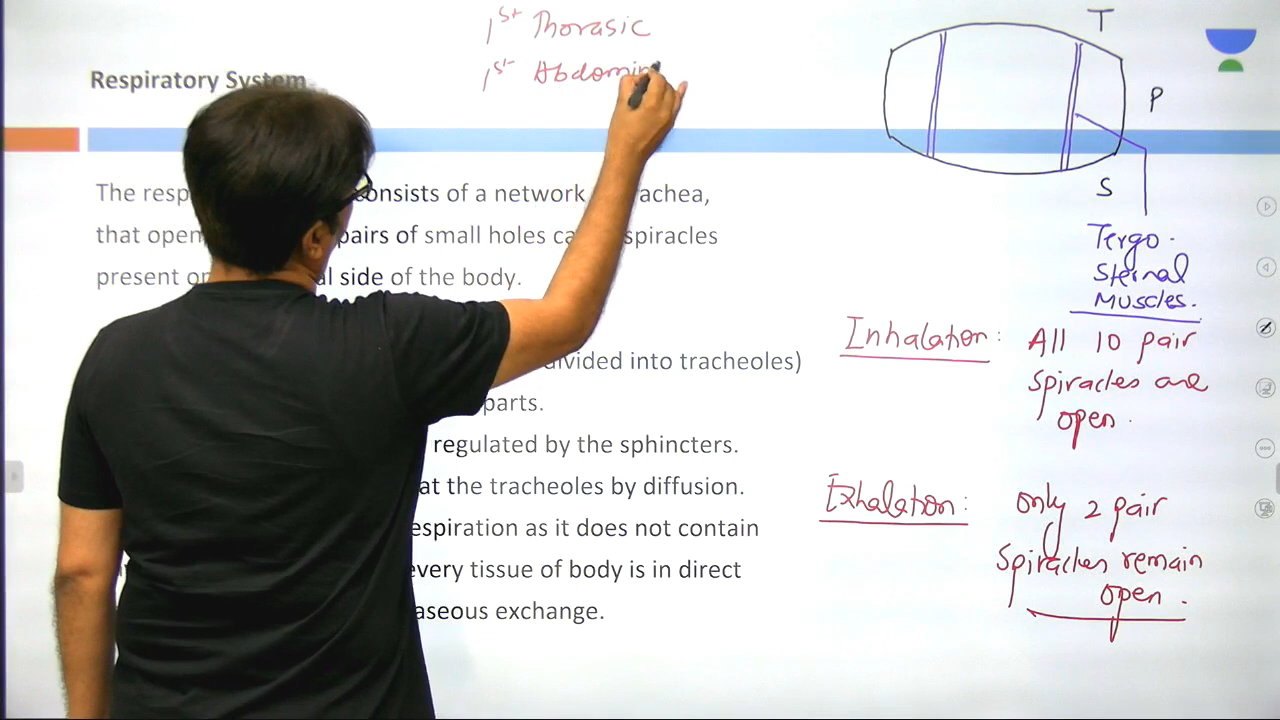 1st Thorasic
1st Abdomin
Respiratory System
T
P
S
The resp consists of a network achea,
that open pairs of small holes ca spiracles
present on l side of the body.
Tergo.
Sternal
Muscles.
Inhalation: All 10 pair
Spiracles are
open.
divided into tracheoles)
parts.
regulated by the sphincters.
at the tracheoles by diffusion.
espiration as it does not contain
every tissue of body is in direct
aseous exchange.
Exhalation: only 2 pair
Spiracles remain
open.